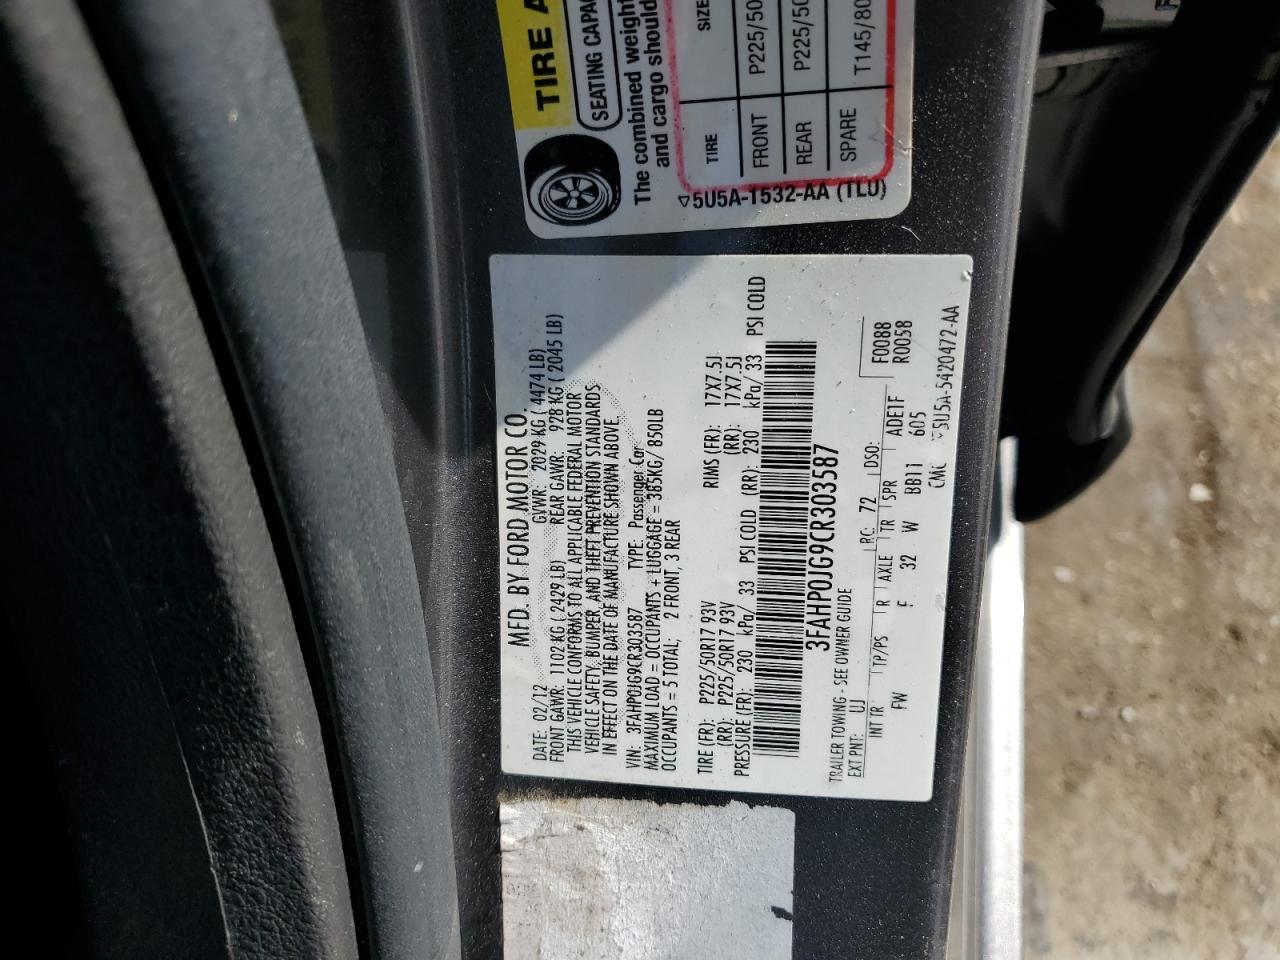 MFD. BY FORD MOTOR CO.
DATE: 02/12 GVWR: 2029 KG ( 4474 LB)
FRONT GAWR: 1102 KG ( 2429 LB) REAR GAWR: 928 KG ( 2045 LB)
THIS VEHICLE CONFORMS TO ALL APPLICABLE FEDERAL MOTOR
VEHICLE SAFETY, BUMPER, AND THEFT PREVENTION STANDARDS
IN EFFECT ON THE DATE OF MANUFACTURE SHOWN ABOVE.
VIN: 3FAHP0JG9CR303587 TYPE: Passenger Car
MAXIMUM LOAD = OCCUPANTS + LUGGAGE = 385KG/ 850LB
OCCUPANTS = 5 TOTAL; 2 FRONT, 3 REAR
TIRE (FR): P225/50R17 93V RIMS (FR): 17X7.5J
(RR): P225/50R17 93V (RR): 17X7.5J
PRESSURE (FR): 230 kPa/ 33 PSI COLD (RR): 230 kPa/ 33 PSI COLD
3FAHP0JG9CR303587
TRAILER TOWING - SEE OWNER GUIDE
EXT PNT: UJ RC: 72 DSO:
INT TR TP/PS R AXLE TR SPR ADE1F F0088
FW F 32 W BB11 605 R0058
CMC ▽5U5A-5420472-AA
TIRE A
SEATING CAPA
The combined weight
and cargo should
TIRE SIZE
FRONT P225/50
REAR P225/50
SPARE T145/80
▽5U5A-1532-AA (TLU)